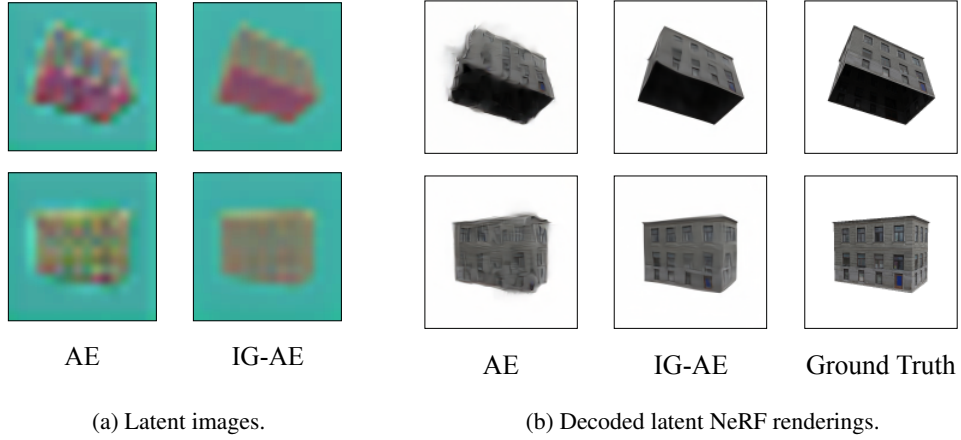 AE IG-AE AE IG-AE Ground Truth
(a) Latent images. (b) Decoded latent NeRF renderings.